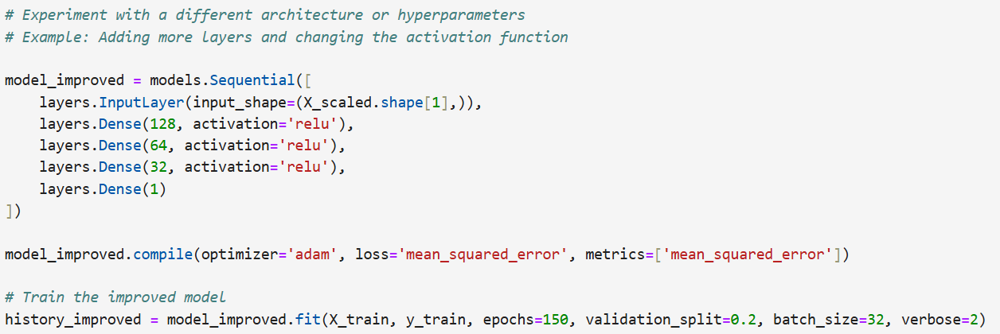 # Experiment with a different architecture or hyperparameters
# Example: Adding more layers and changing the activation function

model_improved = models.Sequential([
    layers.InputLayer(input_shape=(X_scaled.shape[1],)),
    layers.Dense(128, activation='relu'),
    layers.Dense(64, activation='relu'),
    layers.Dense(32, activation='relu'),
    layers.Dense(1)
])

model_improved.compile(optimizer='adam', loss='mean_squared_error', metrics=['mean_squared_error'])

# Train the improved model
history_improved = model_improved.fit(X_train, y_train, epochs=150, validation_split=0.2, batch_size=32, verbose=2)